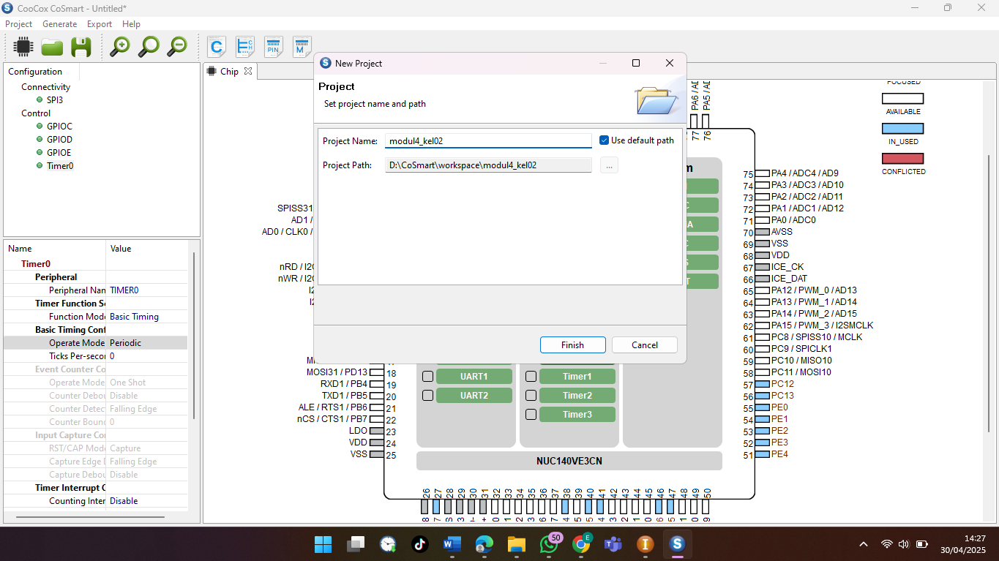 CooCox CoSmart - Untitled*
Project Generate Export Help
C
C H
PIN
M
Configuration
Connectivity
SPI3
Control
GPIOC
GPIOD
GPIOE
Timer0
Name Value
Timer0
Peripheral
Peripheral Nan TIMER0
Timer Function Se
Function Mode Basic Timing
Basic Timing Conf
Operate Mode Periodic
Ticks Per-secor 0
Event Counter Co
Operate Mode One Shot
Counter Debou Disable
Counter Detec Falling Edge
Counter Bound 0
Input Capture Cor
RST/CAP Mode Capture
Capture Edge D Falling Edge
Capture Debou Disable
Timer Interrupt C
Counting Inter Disable
Chip
New Project
Project
Set project name and path
Project Name: modul4_kel02 Use default path
Project Path: D:\CoSmart\workspace\modul4_kel02 ...
Finish Cancel
FOCUSED
AVAILABLE
IN_USED
CONFLICTED
PA6 / AD
PA5 / AD
77
76
SPISS31
AD1 /
AD0 / CLK0 /
nRD / I2C
nWR / I2C
MOSI31 / PD13 18
RXD1 / PB4 19
TXD1 / PB5 20
ALE / RTS1 / PB6 21
nCS / CTS1 / PB7 22
LDO 23
VDD 24
VSS 25
UART1
UART2
Timer1
Timer2
Timer3
NUC140VE3CN
75 PA4 / ADC4 / AD9
74 PA3 / ADC3 / AD10
73 PA2 / ADC2 / AD11
72 PA1 / ADC1 / AD12
71 PA0 / ADC0
70 AVSS
69 VSS
68 VDD
67 ICE_CK
66 ICE_DAT
65 PA12 / PWM_0 / AD13
64 PA13 / PWM_1 / AD14
63 PA14 / PWM_2 / AD15
62 PA15 / PWM_3 / I2SMCLK
61 PC8 / SPISS10 / MCLK
60 PC9 / SPICLK1
59 PC10 / MISO10
58 PC11 / MOSI10
57 PC12
56 PC13
55 PE0
54 PE1
53 PE2
52 PE3
51 PE4
26 27 28 29 30 31 32 33 34 35 36 37 38 39 40 41 42 43 44 45 46 47 48 49 50
50
E
14:27
30/04/2025